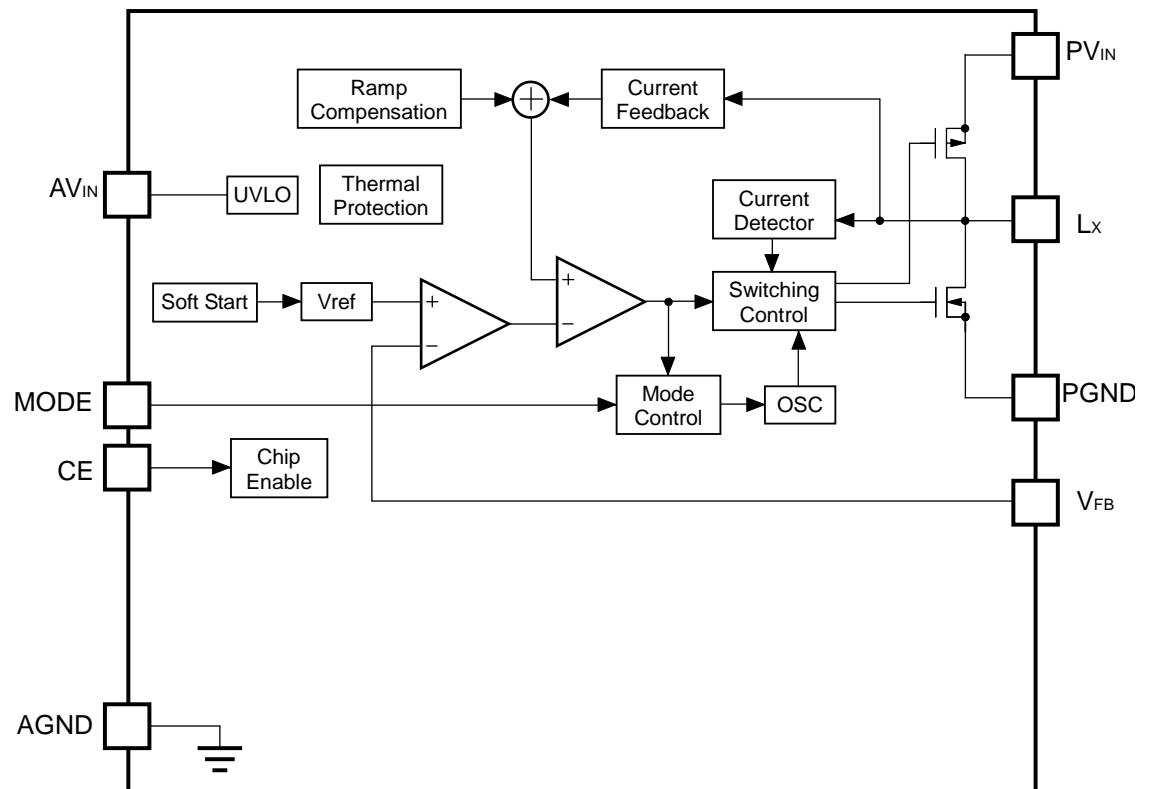 PVIN
Ramp
Compensation
+
Current
Feedback
AVIN
UVLO
Thermal
Protection
Current
Detector
LX
Soft Start
Vref
+
−
+
−
Switching
Control
MODE
Mode
Control
OSC
PGND
CE
Chip
Enable
VFB
AGND